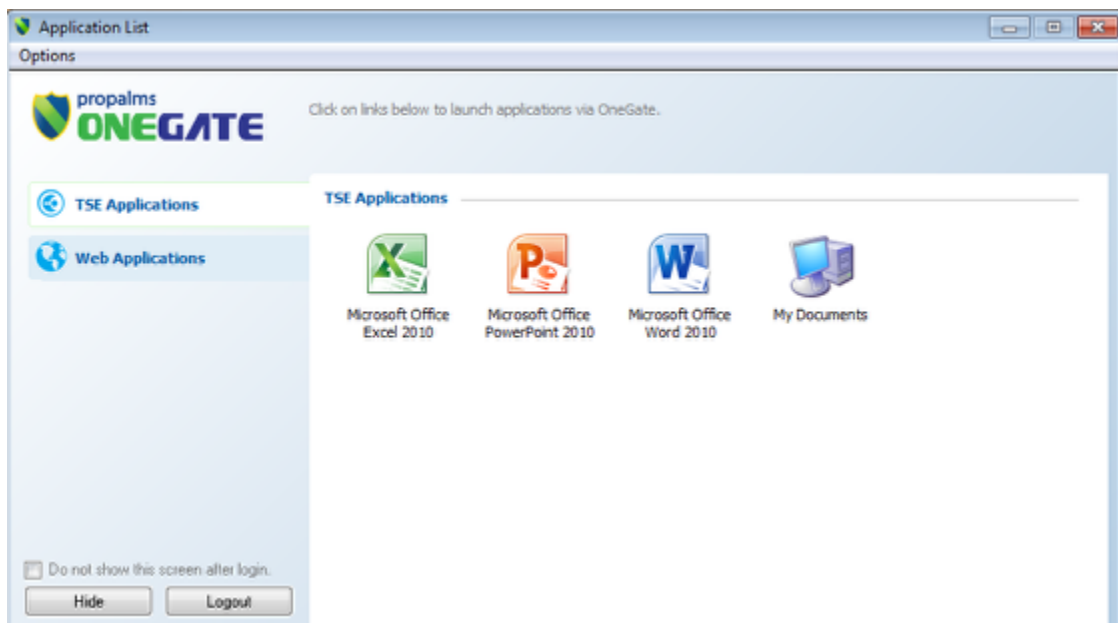 Application List
Options
propalms
ONEGATE
Click on links below to launch applications via OneGate.
TSE Applications
Web Applications
TSE Applications
Microsoft Office
Excel 2010
Microsoft Office
PowerPoint 2010
Microsoft Office
Word 2010
My Documents
Do not show this screen after login.
Hide
Logout